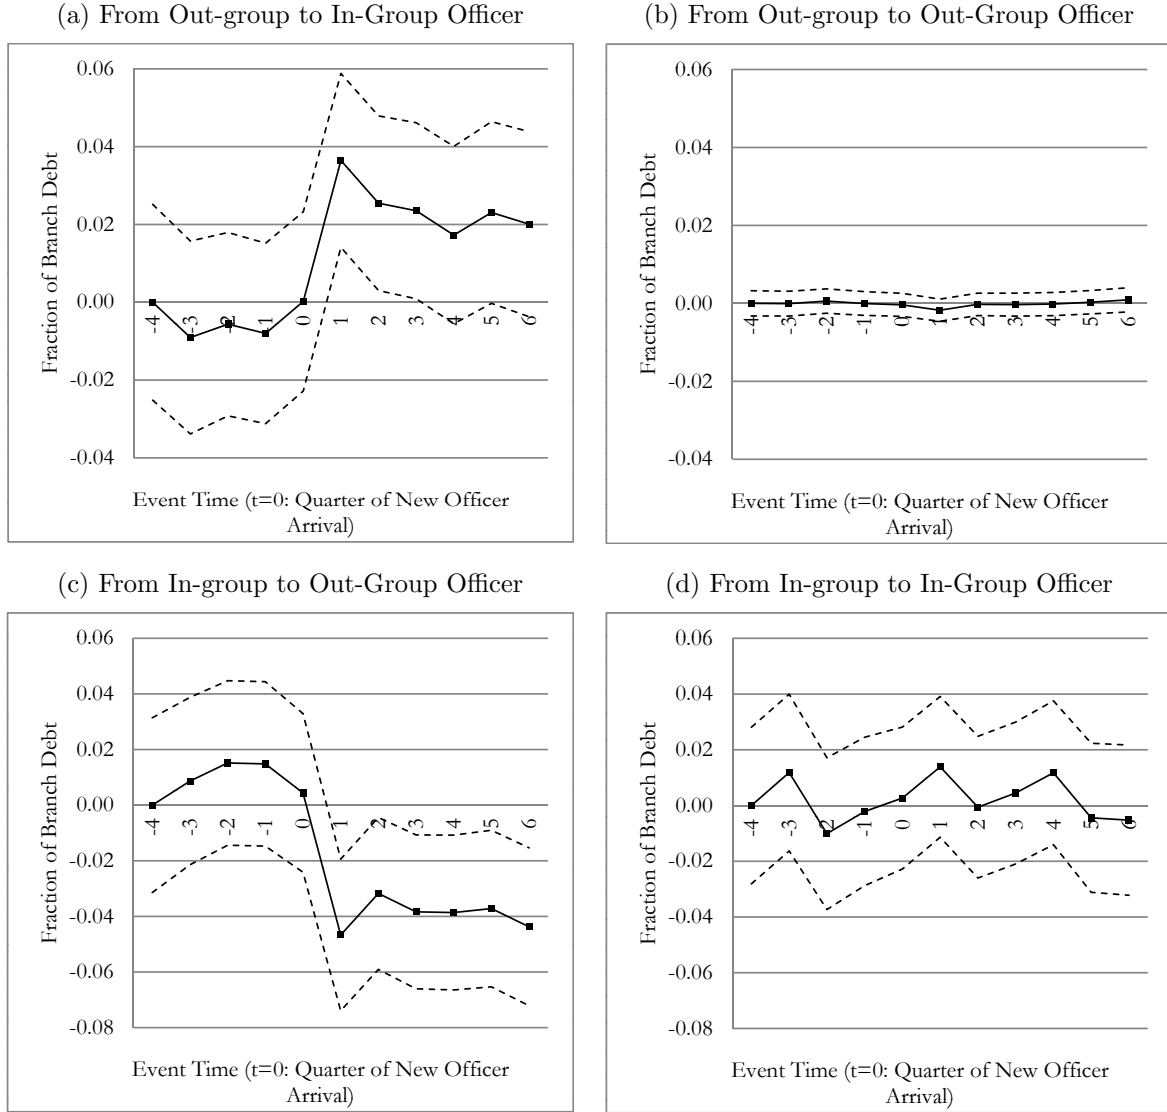 (a) From Out-group to In-Group Officer
0.06
0.04
0.02
0.00
-0.02
-0.04
Fraction of Branch Debt
-4 -3 -2 -1 0 1 2 3 4 5 6
Event Time (t=0: Quarter of New Officer
Arrival)
(b) From Out-group to Out-Group Officer
0.06
0.04
0.02
0.00
-0.02
-0.04
Fraction of Branch Debt
-4 -3 -2 -1 0 1 2 3 4 5 6
Event Time (t=0: Quarter of New Officer
Arrival)
(c) From In-group to Out-Group Officer
0.06
0.04
0.02
0.00
-0.02
-0.04
-0.06
-0.08
Fraction of Branch Debt
-4 -3 -2 -1 0 1 2 3 4 5 6
Event Time (t=0: Quarter of New Officer
Arrival)
(d) From In-group to In-Group Officer
0.06
0.04
0.02
0.00
-0.02
-0.04
-0.06
-0.08
Fraction of Branch Debt
-4 -3 -2 -1 0 1 2 3 4 5 6
Event Time (t=0: Quarter of New Officer
Arrival)